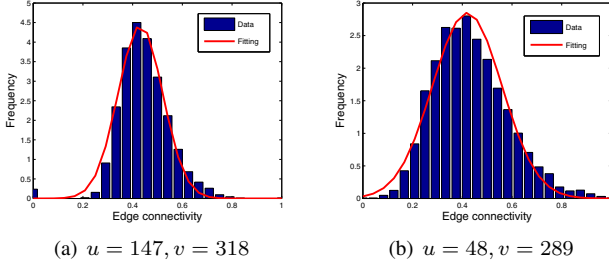 5
4.5
4
3.5
3
2.5
2
1.5
1
0.5
0
Frequency
0 0.2 0.4 0.6 0.8 1
Edge connectivity
Data
Fitting
(a) u = 147, v = 318
3
2.5
2
1.5
1
0.5
0
Frequency
0 0.2 0.4 0.6 0.8
Edge connectivity
Data
Fitting
(b) u = 48, v = 289